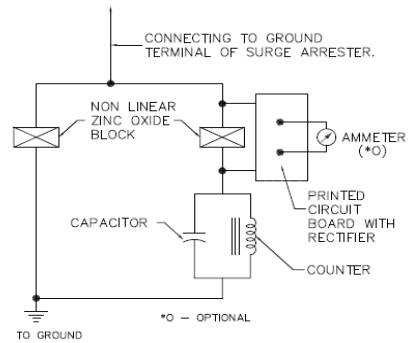 CONNECTING TO GROUND
TERMINAL OF SURGE ARRESTER.
NON LINEAR
ZINC OXIDE
BLOCK
AMMETER
(*O)
PRINTED
CIRCUIT
BOARD WITH
RECTIFIER
CAPACITOR
COUNTER
*O – OPTIONAL
TO GROUND